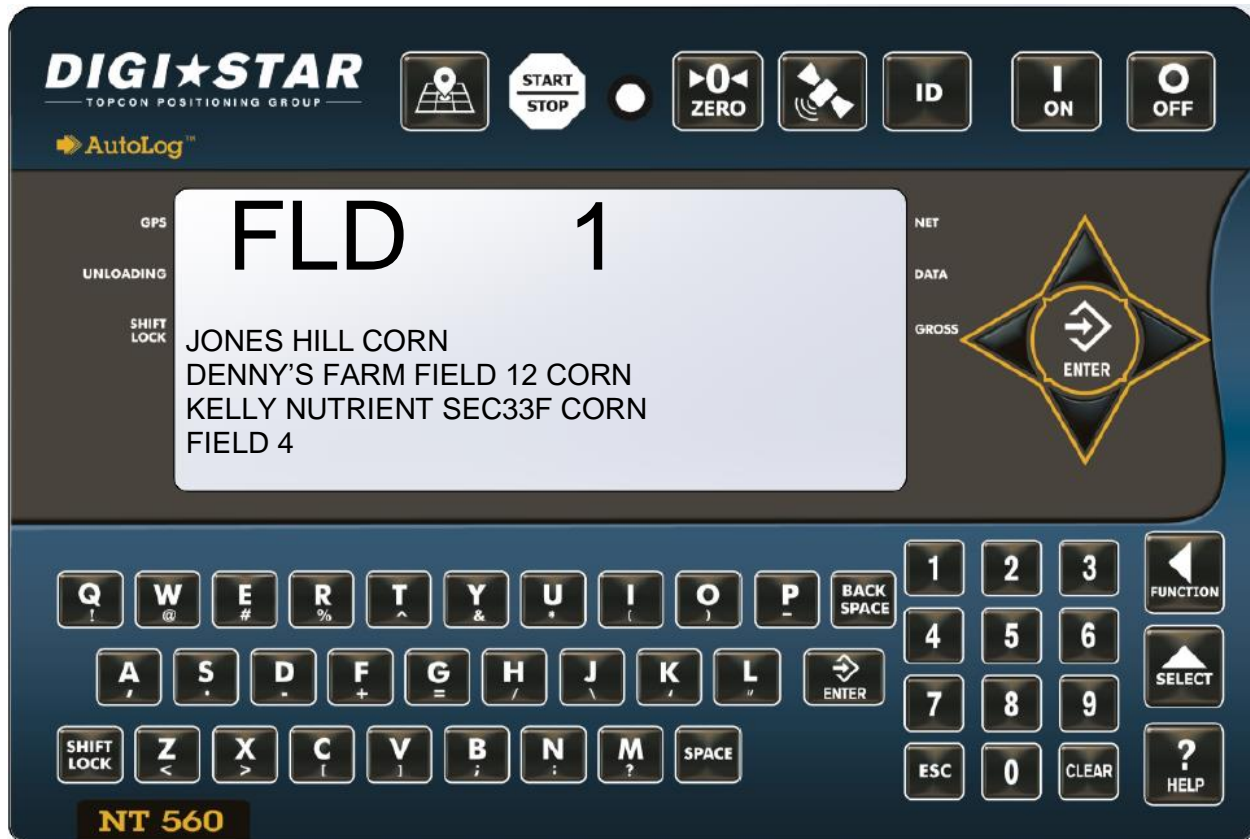 DIGI★STAR
TOPCON POSITIONING GROUP
AutoLog™
START
STOP
▶0◀
ZERO
ID
I
ON
O
OFF
GPS
UNLOADING
SHIFT
LOCK
FLD 1
JONES HILL CORN
DENNY’S FARM FIELD 12 CORN
KELLY NUTRIENT SEC33F CORN
FIELD 4
NET
DATA
GROSS
ENTER
Q W E R T Y U I O P BACK
! @ # % ^ & * ( ) – SPACE
A S D F G H J K L
, . - + = / \ ‚ " ENTER
SHIFT
LOCK
Z X C V B N M SPACE
< > [ ] ; : ?
1 2 3
4 5 6
7 8 9
ESC 0 CLEAR
FUNCTION
SELECT
?
HELP
NT 560